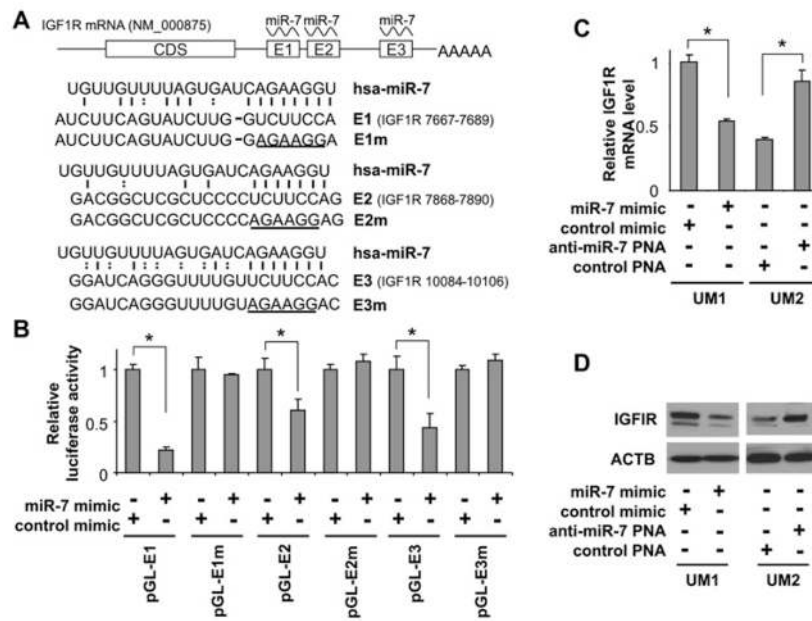 A
IGF1R mRNA (NM_000875)
miR-7 miR-7 miR-7
CDS E1 E2 E3 AAAAA
UGUUGUUUUAGUGAUCAGAAGGU hsa-miR-7
AUCUUCAGUAUCUUG-GUCUUCCA E1 (IGF1R 7667-7689)
AUCUUCAGUAUCUUG-GAGAAGGA E1m
UGUUGUUUUAGUGAUCAGAAGGU hsa-miR-7
GACGGCUCGCUCCCCUCUUCCAG E2 (IGF1R 7868-7890)
GACGGCUCGCUCCCCAGAAGGAG E2m
UGUUGUUUUAGUGAUCAGAAGGU hsa-miR-7
GGAUCAGGGUUUUGUUCUUCCAC E3 (IGF1R 10084-10106)
GGAUCAGGGUUUUGUAGAAGGAC E3m
B
Relative
luciferase activity
1
0.5
0
* * *
miR-7 mimic - + - + - + - + - + - +
control mimic + - + - + - + - + - + -
pGL-E1
pGL-E1m
pGL-E2
pGL-E2m
pGL-E3
pGL-E3m
C
Relative IGF1R
mRNA level
1
0.5
0
* *
miR-7 mimic - + - -
control mimic + - - -
anti-miR-7 PNA - - - +
control PNA - - + -
UM1 UM2
D
IGFIR
ACTB
miR-7 mimic - + - -
control mimic + - - -
anti-miR-7 PNA - - - +
control PNA - - + -
UM1 UM2